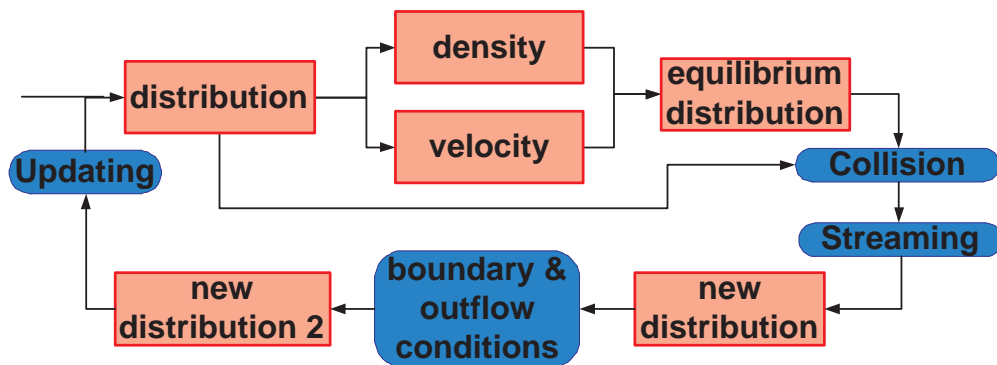 density
distribution
equilibrium
distribution
velocity
Updating
Collision
Streaming
boundary &
outflow
conditions
new
distribution 2
new
distribution